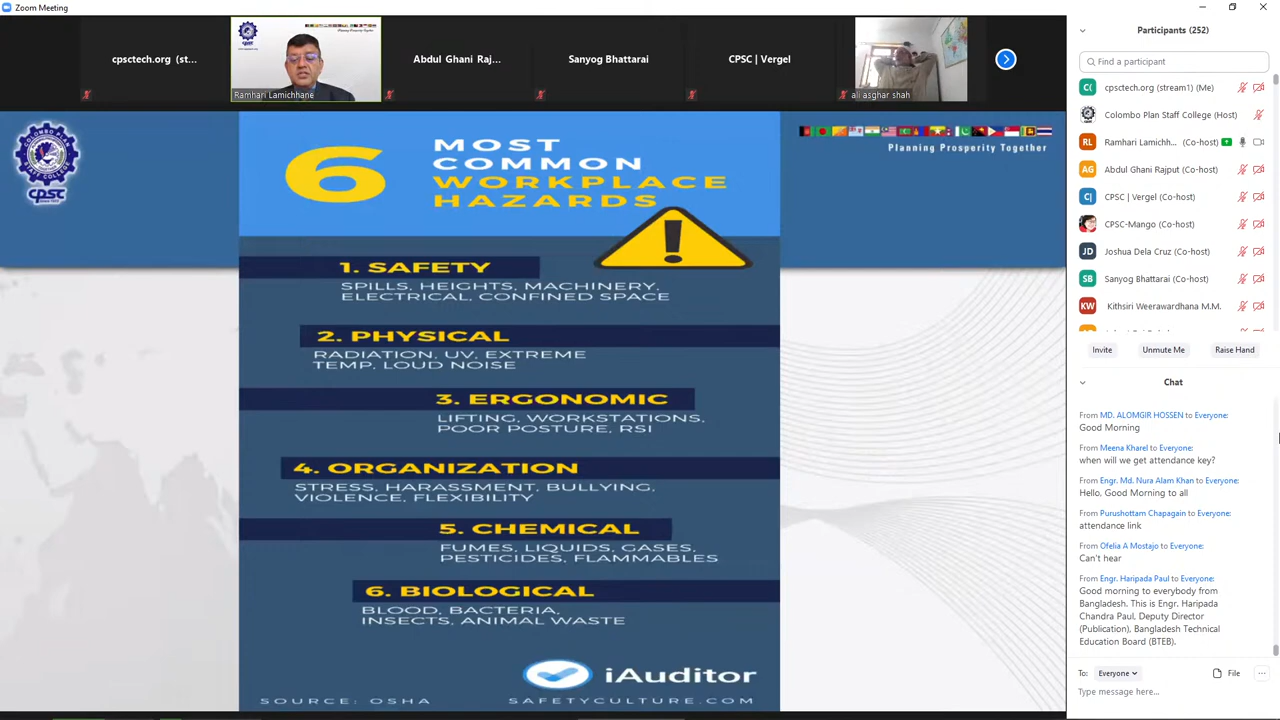 Zoom Meeting
cpsctech.org (st...
Ramhari Lamichhane
Abdul Ghani Raj...
Sanyog Bhattarai
CPSC | Vergel
ali asghar shah
CPSC
Planning Prosperity Together
6
MOST
COMMON
WORKPLACE
HAZARDS
1. SAFETY
SPILLS, HEIGHTS, MACHINERY,
ELECTRICAL, CONFINED SPACE
2. PHYSICAL
RADIATION, UV, EXTREME
TEMP. LOUD NOISE
3. ERGONOMIC
LIFTING, WORKSTATIONS,
POOR POSTURE, RSI
4. ORGANIZATION
STRESS, HARASSMENT, BULLYING,
VIOLENCE, FLEXIBILITY
5. CHEMICAL
FUMES, LIQUIDS, GASES,
PESTICIDES, FLAMMABLES
6. BIOLOGICAL
BLOOD, BACTERIA,
INSECTS, ANIMAL WASTE
iAuditor
SOURCE: OSHA
SAFETYCULTURE.COM
Participants (252)
Find a participant
C( cpsctech.org (stream1) (Me)
Colombo Plan Staff College (Host)
RL Ramhari Lamichh... (Co-host)
AG Abdul Ghani Rajput (Co-host)
C| CPSC | Vergel (Co-host)
CPSC-Mango (Co-host)
JD Joshua Dela Cruz (Co-host)
SB Sanyog Bhattarai (Co-host)
KW Kithsiri Weerawardhana M.M.
Invite
Unmute Me
Raise Hand
Chat
From MD. ALOMGIR HOSSEN to Everyone:
Good Morning
From Meena Kharel to Everyone:
when will we get attendance key?
From Engr. Md. Nura Alam Khan to Everyone:
Hello, Good Morning to all
From Purushottam Chapagain to Everyone:
attendance link
From Ofelia A Mostajo to Everyone:
Can't hear
From Engr. Haripada Paul to Everyone:
Good morning to everybody from
Bangladesh. This is Engr. Haripada
Chandra Paul, Deputy Director
(Publication), Bangladesh Technical
Education Board (BTEB).
To: Everyone
File
...
Type message here...